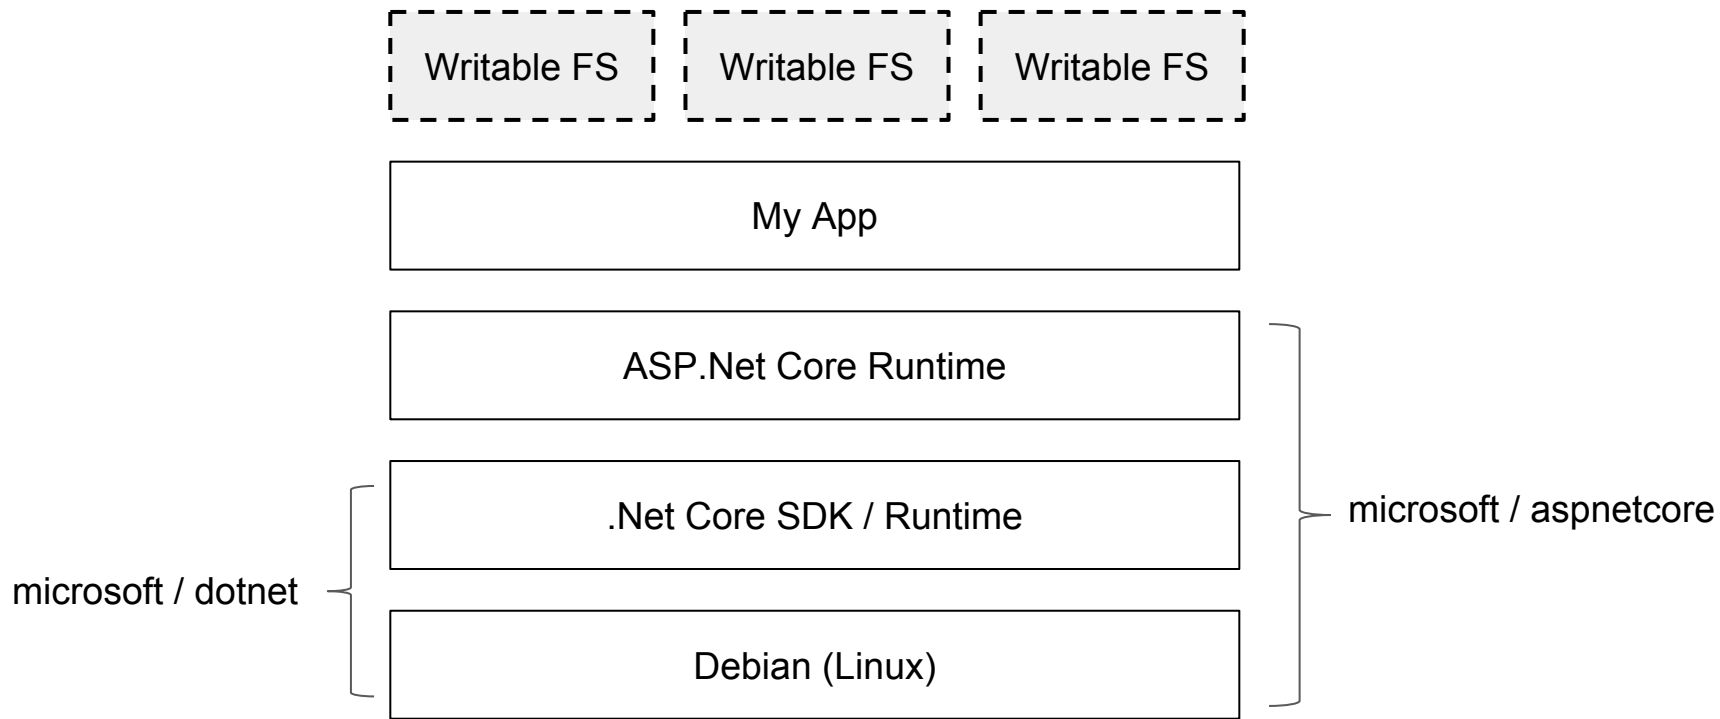 Writable FS
Writable FS
Writable FS
My App
ASP.Net Core Runtime
.Net Core SDK / Runtime
microsoft / aspnetcore
microsoft / dotnet
Debian (Linux)